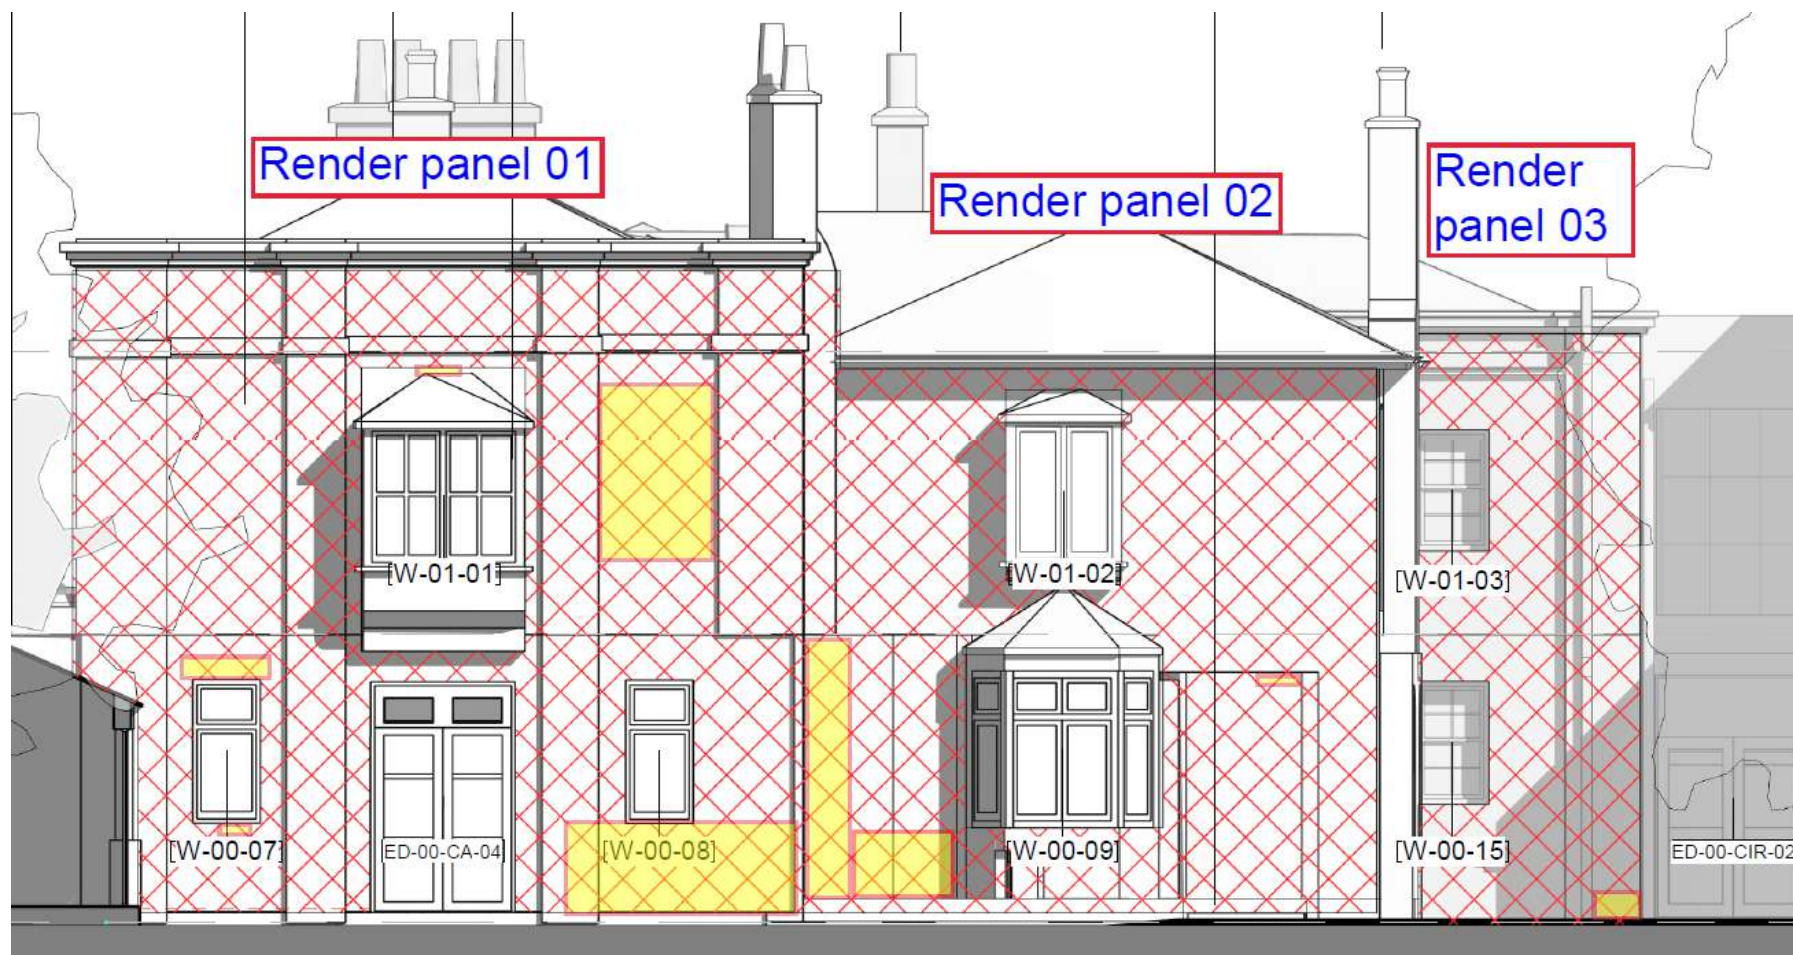 Render panel 01
Render panel 02
Render
panel 03
[W-01-01]
[W-01-02]
[W-01-03]
[W-00-07]
ED-00-CA-04]
[W-00-08]
[W-00-09]
[W-00-15]
ED-00-CIR-02